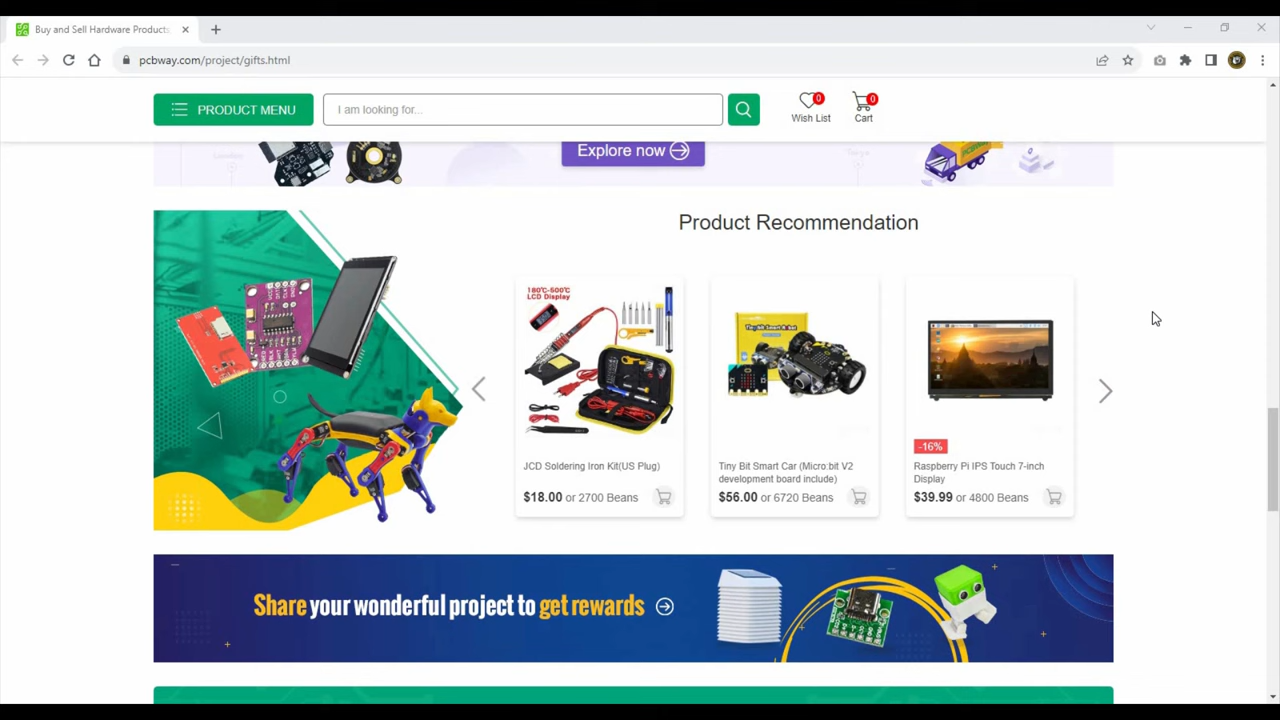 Buy and Sell Hardware Products,
pcbway.com/project/gifts.html
PRODUCT MENU
I am looking for...
0
Wish List
0
Cart
Explore now
Product Recommendation
180℃-500℃
LCD Display
JCD Soldering Iron Kit(US Plug)
$18.00 or 2700 Beans
Tiny Bit Smart Car (Micro:bit V2
development board include)
$56.00 or 6720 Beans
-16%
Raspberry Pi IPS Touch 7-inch
Display
$39.99 or 4800 Beans
Share your wonderful project to get rewards